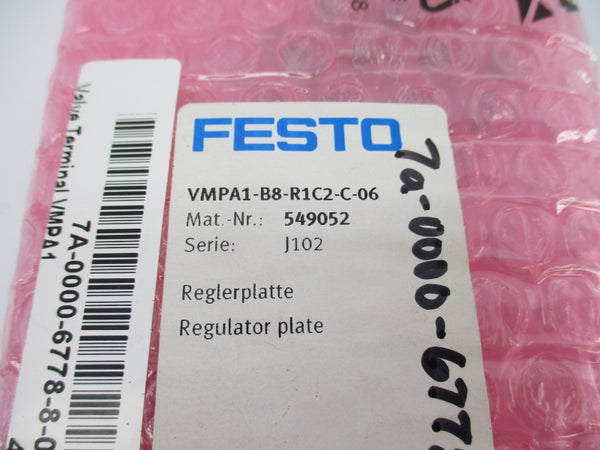 FESTO
VMPA1-B8-R1C2-C-06
Mat.-Nr.: 549052
Serie: J102
Reglerplatte
Regulator plate
7a-0000-677
Valve Terminal VMPA1
7A-0000-6778-8-0